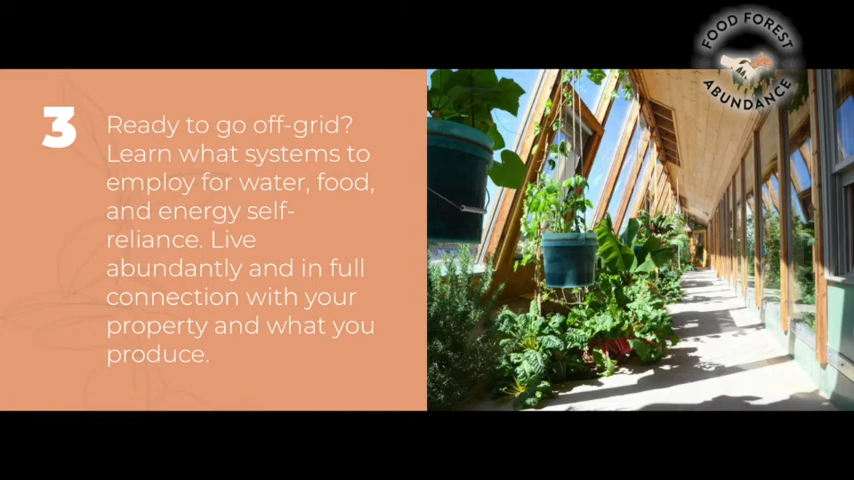 FOOD FOREST
ABUNDANCE
3
Ready to go off-grid?
Learn what systems to
employ for water, food,
and energy self-
reliance. Live
abundantly and in full
connection with your
property and what you
produce.